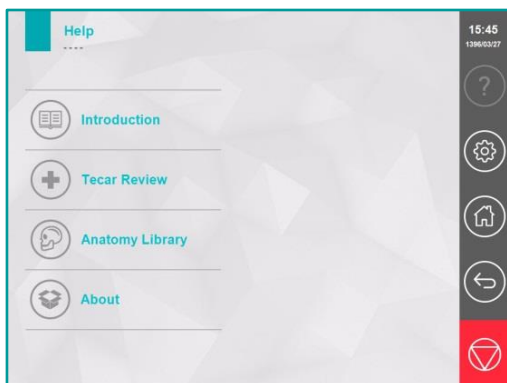 Help
----
15:45
1396/03/27
?
Introduction
Tecar Review
Anatomy Library
About